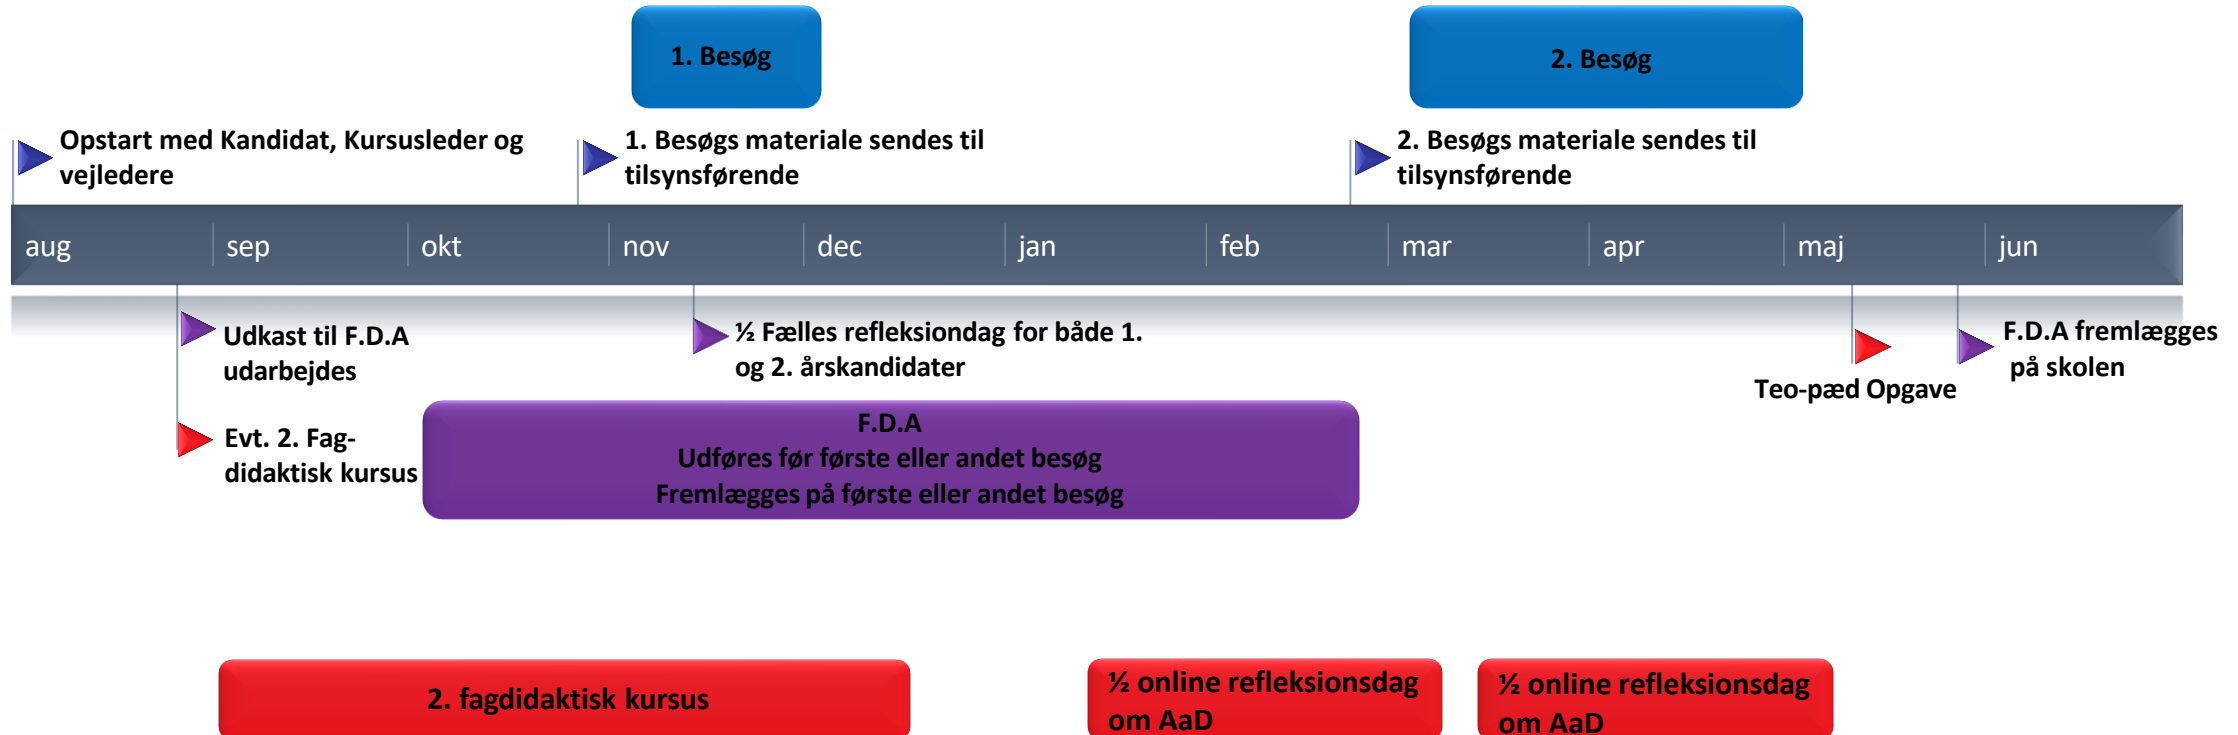 1. Besøg
2. Besøg
Opstart med Kandidat, Kursusleder og
vejledere
1. Besøgs materiale sendes til
tilsynsførende
2. Besøgs materiale sendes til
tilsynsførende
aug sep okt nov dec jan feb mar apr maj jun
Udkast til F.D.A
udarbejdes
½ Fælles refleksiondag for både 1.
og 2. årskandidater
Teo-pæd Opgave
F.D.A fremlægges
på skolen
Evt. 2. Fag-
didaktisk kursus
F.D.A
Udføres før første eller andet besøg
Fremlægges på første eller andet besøg
2. fagdidaktisk kursus
½ online refleksionsdag
om AaD
½ online refleksionsdag
om AaD